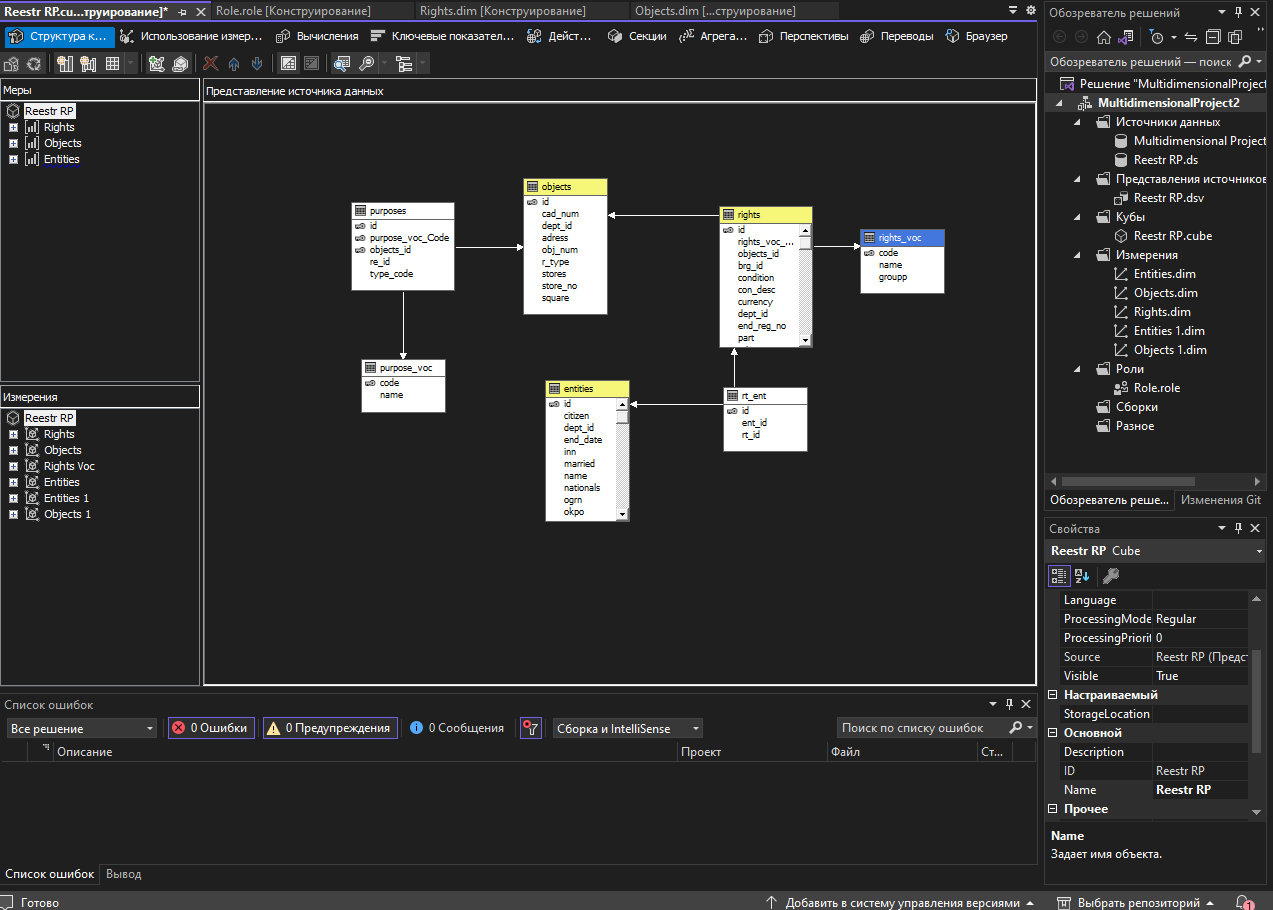 Reestr RP.cu...труирование]*
Role.role [Конструирование]
Rights.dim [Конструирование]
Objects.dim [...струирование]
Структура к...
Использование измер...
Вычисления
Ключевые показател...
Дейст...
Секции
Агрега...
Перспективы
Переводы
Браузер
Меры
Reestr RP
Rights
Objects
Entities
Измерения
Reestr RP
Rights
Objects
Rights Voc
Entities
Entities 1
Objects 1
Представление источника данных
purposes
id
purpose_voc_Code
objects_id
re_id
type_code
objects
id
cad_num
dept_id
adress
obj_num
r_type
stores
store_no
square
rights
id
rights_voc_...
objects_id
brg_id
condition
con_desc
currency
dept_id
end_reg_no
part
rights_voc
code
name
groupp
purpose_voc
code
name
entities
id
citizen
dept_id
end_date
inn
married
name
nationals
ogrn
okpo
rt_ent
id
ent_id
rt_id
Обозреватель решений
Обозреватель решений — поиск
Решение "MultidimensionalProject
MultidimensionalProject2
Источники данных
Multidimensional Project
Reestr RP.ds
Представления источников
Reestr RP.dsv
Кубы
Reestr RP.cube
Измерения
Entities.dim
Objects.dim
Rights.dim
Entities 1.dim
Objects 1.dim
Роли
Role.role
Сборки
Разное
Обозреватель реше...
Изменения Git
Свойства
Reestr RP Cube
Language
ProcessingMode Regular
ProcessingPriorit 0
Source Reestr RP (Предст
Visible True
Настраиваемый
StorageLocation
Основной
Description
ID Reestr RP
Name Reestr RP
Прочее
Name
Задает имя объекта.
Список ошибок
Все решение
0 Ошибки
0 Предупреждения
0 Сообщения
Сборка и IntelliSense
Поиск по списку ошибок
Описание
Проект
Файл
Ст...
Список ошибок
Вывод
Готово
Добавить в систему управления версиями
Выбрать репозиторий
1